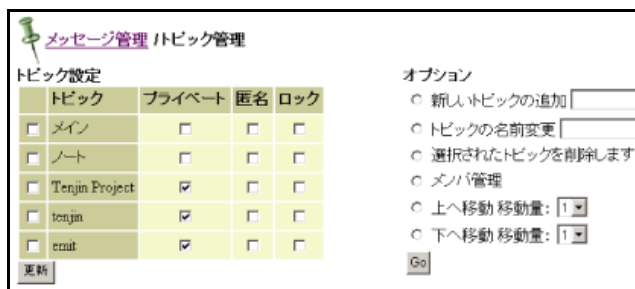 メッセージ管理 /トピック管理
トピック設定
トピック プライベート 匿名 ロック
メイン
ノート
Tenjin Project
tenjin
emit
更新
オプション
新しいトピックの追加
トピックの名前変更
選択されたトピックを削除します
メンバ管理
上へ移動 移動量: 1
下へ移動 移動量: 1
Go